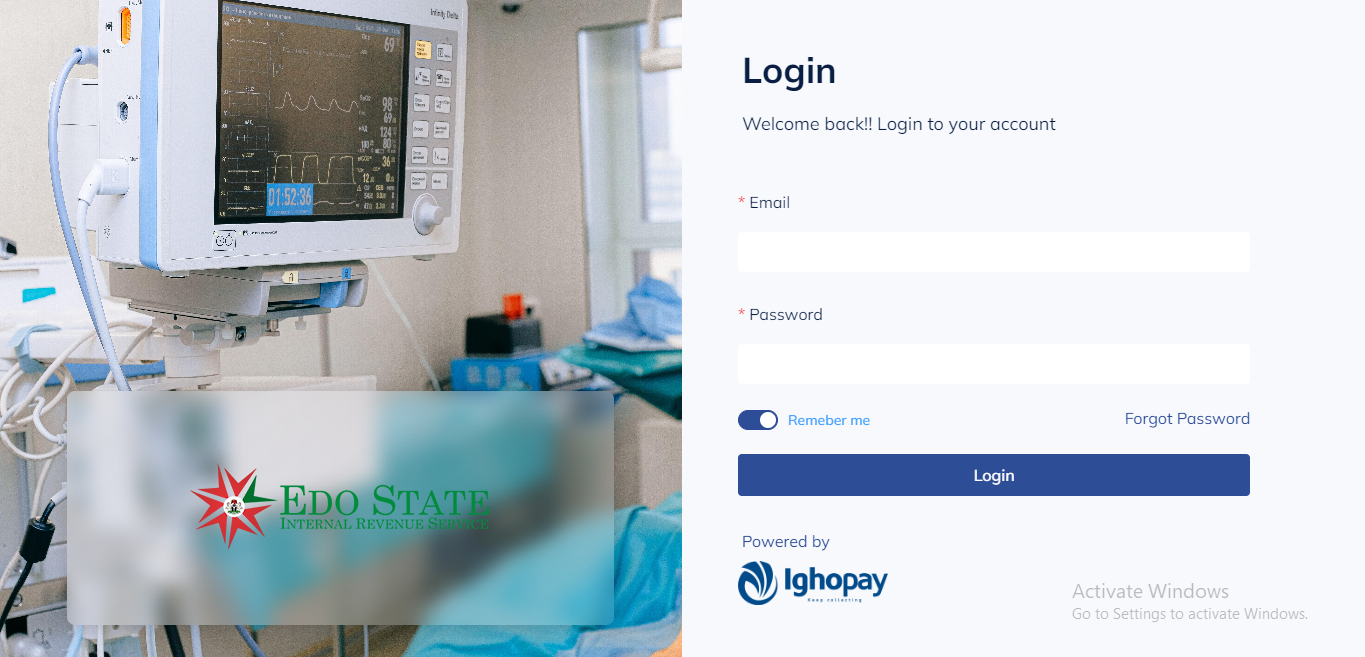 Infinity Delta
69
98
69
124
80
36
12
01:52:36
A
B
EDO STATE
INTERNAL REVENUE SERVICE
Login
Welcome back!! Login to your account
* Email
* Password
Remeber me
Forgot Password
Login
Powered by
Ighopay
Keep collecting
Activate Windows
Go to Settings to activate Windows.